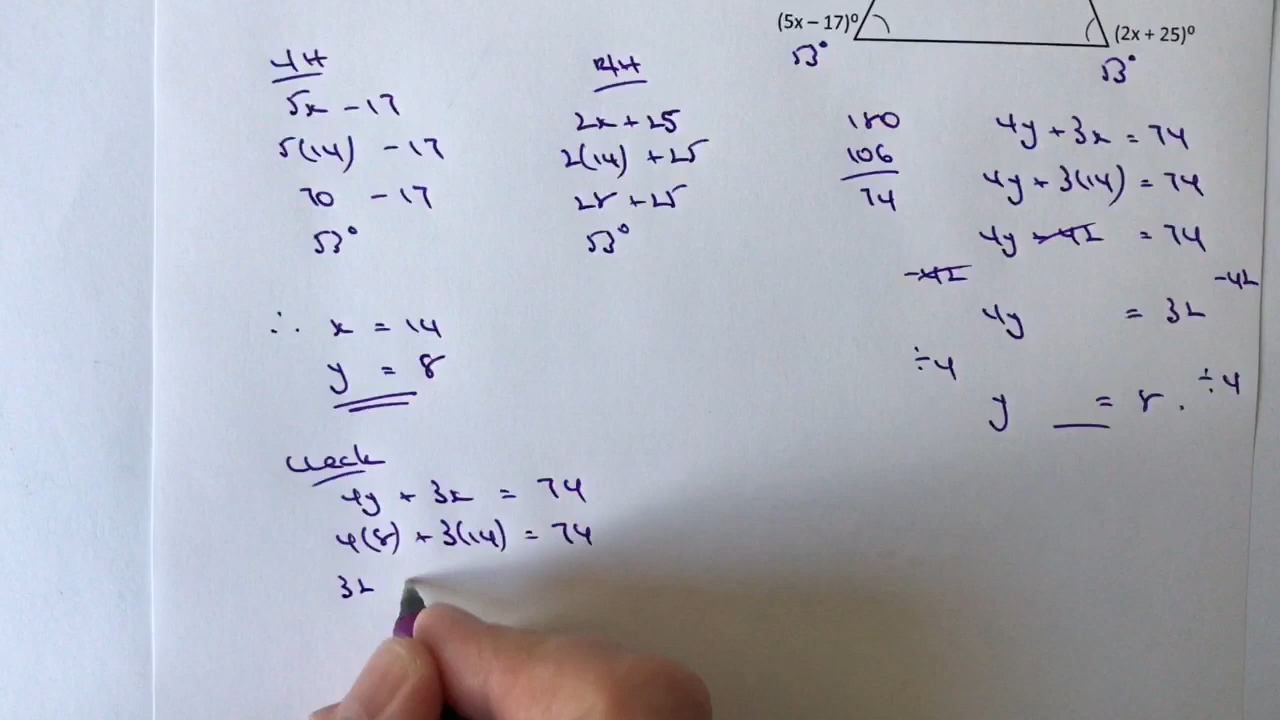 (5x – 17)º
(2x + 25)º
53°
53°
LH
5x - 17
5(14) - 17
70 - 17
53°
RH
2x + 25
2(14) + 25
28 + 25
53°
180
106
74
4y + 3x = 74
4y + 3(14) = 74
4y + 42 = 74
-42 -42
4y = 32
÷4 ÷4
y = 8.
∴ x = 14
y = 8
Check
4y + 3x = 74
4(8) + 3(14) = 74
32